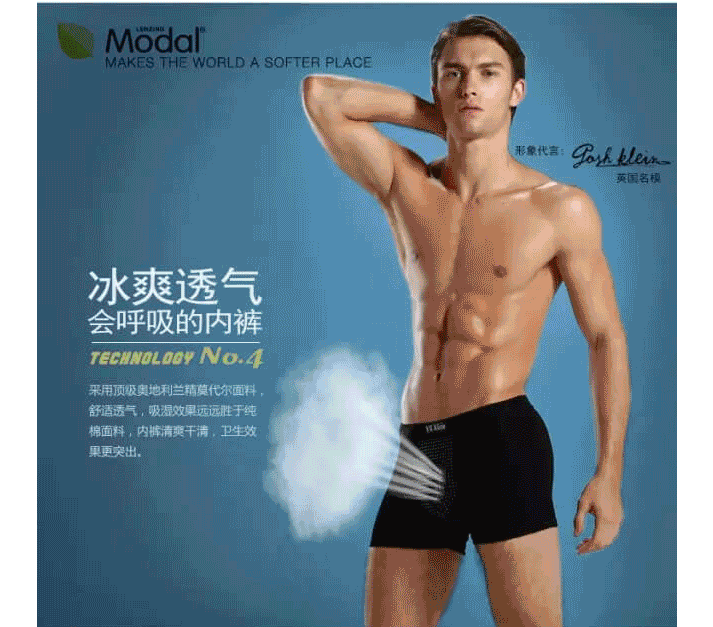 LENZING
Modal®
MAKES THE WORLD A SOFTER PLACE
形象代言： Gosh klein
英国名模
冰爽透气
会呼吸的内裤
TECHNOLOGY No.4
采用顶级奥地利兰精莫代尔面料，
舒适透气，吸湿效果远远胜于纯
棉面料，内裤清爽干清，卫生效
果更突出。